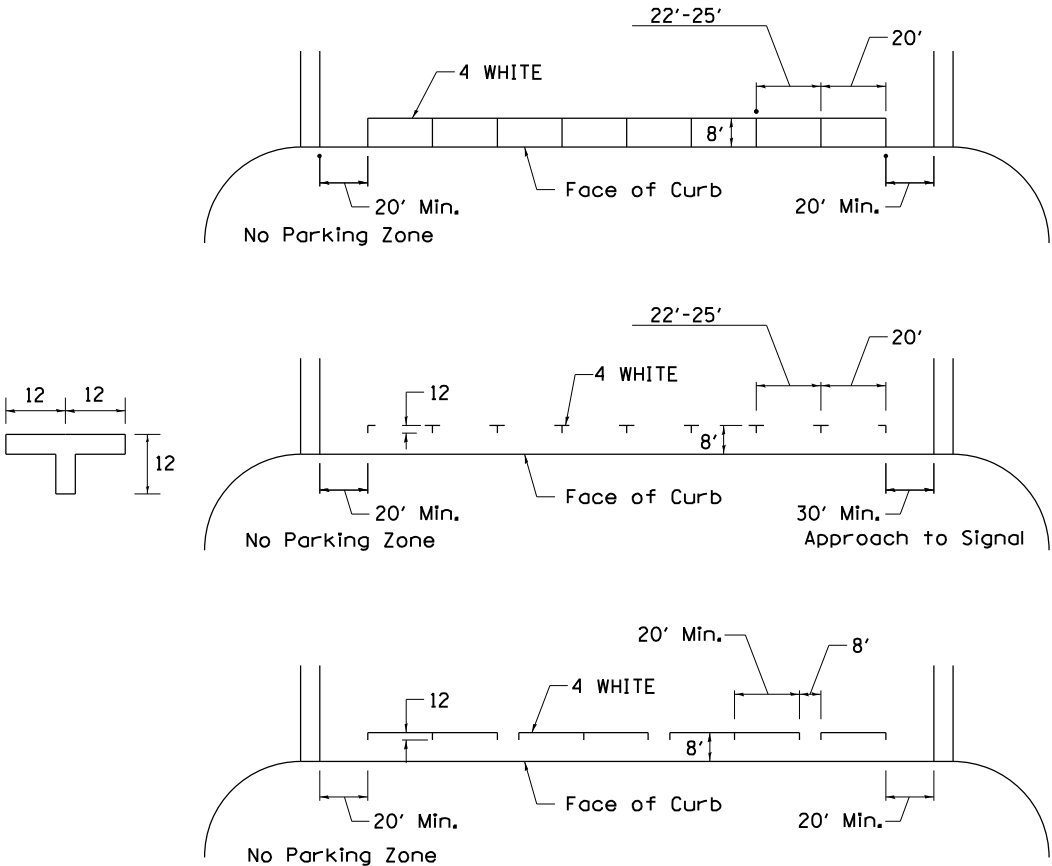 22'-25'
20'
4 WHITE
8'
Face of Curb
20' Min.
20' Min.
No Parking Zone
22'-25'
20'
4 WHITE
12
12
12
12
8'
Face of Curb
20' Min.
30' Min.
No Parking Zone
Approach to Signal
20' Min.
8'
4 WHITE
12
8'
Face of Curb
20' Min.
20' Min.
No Parking Zone